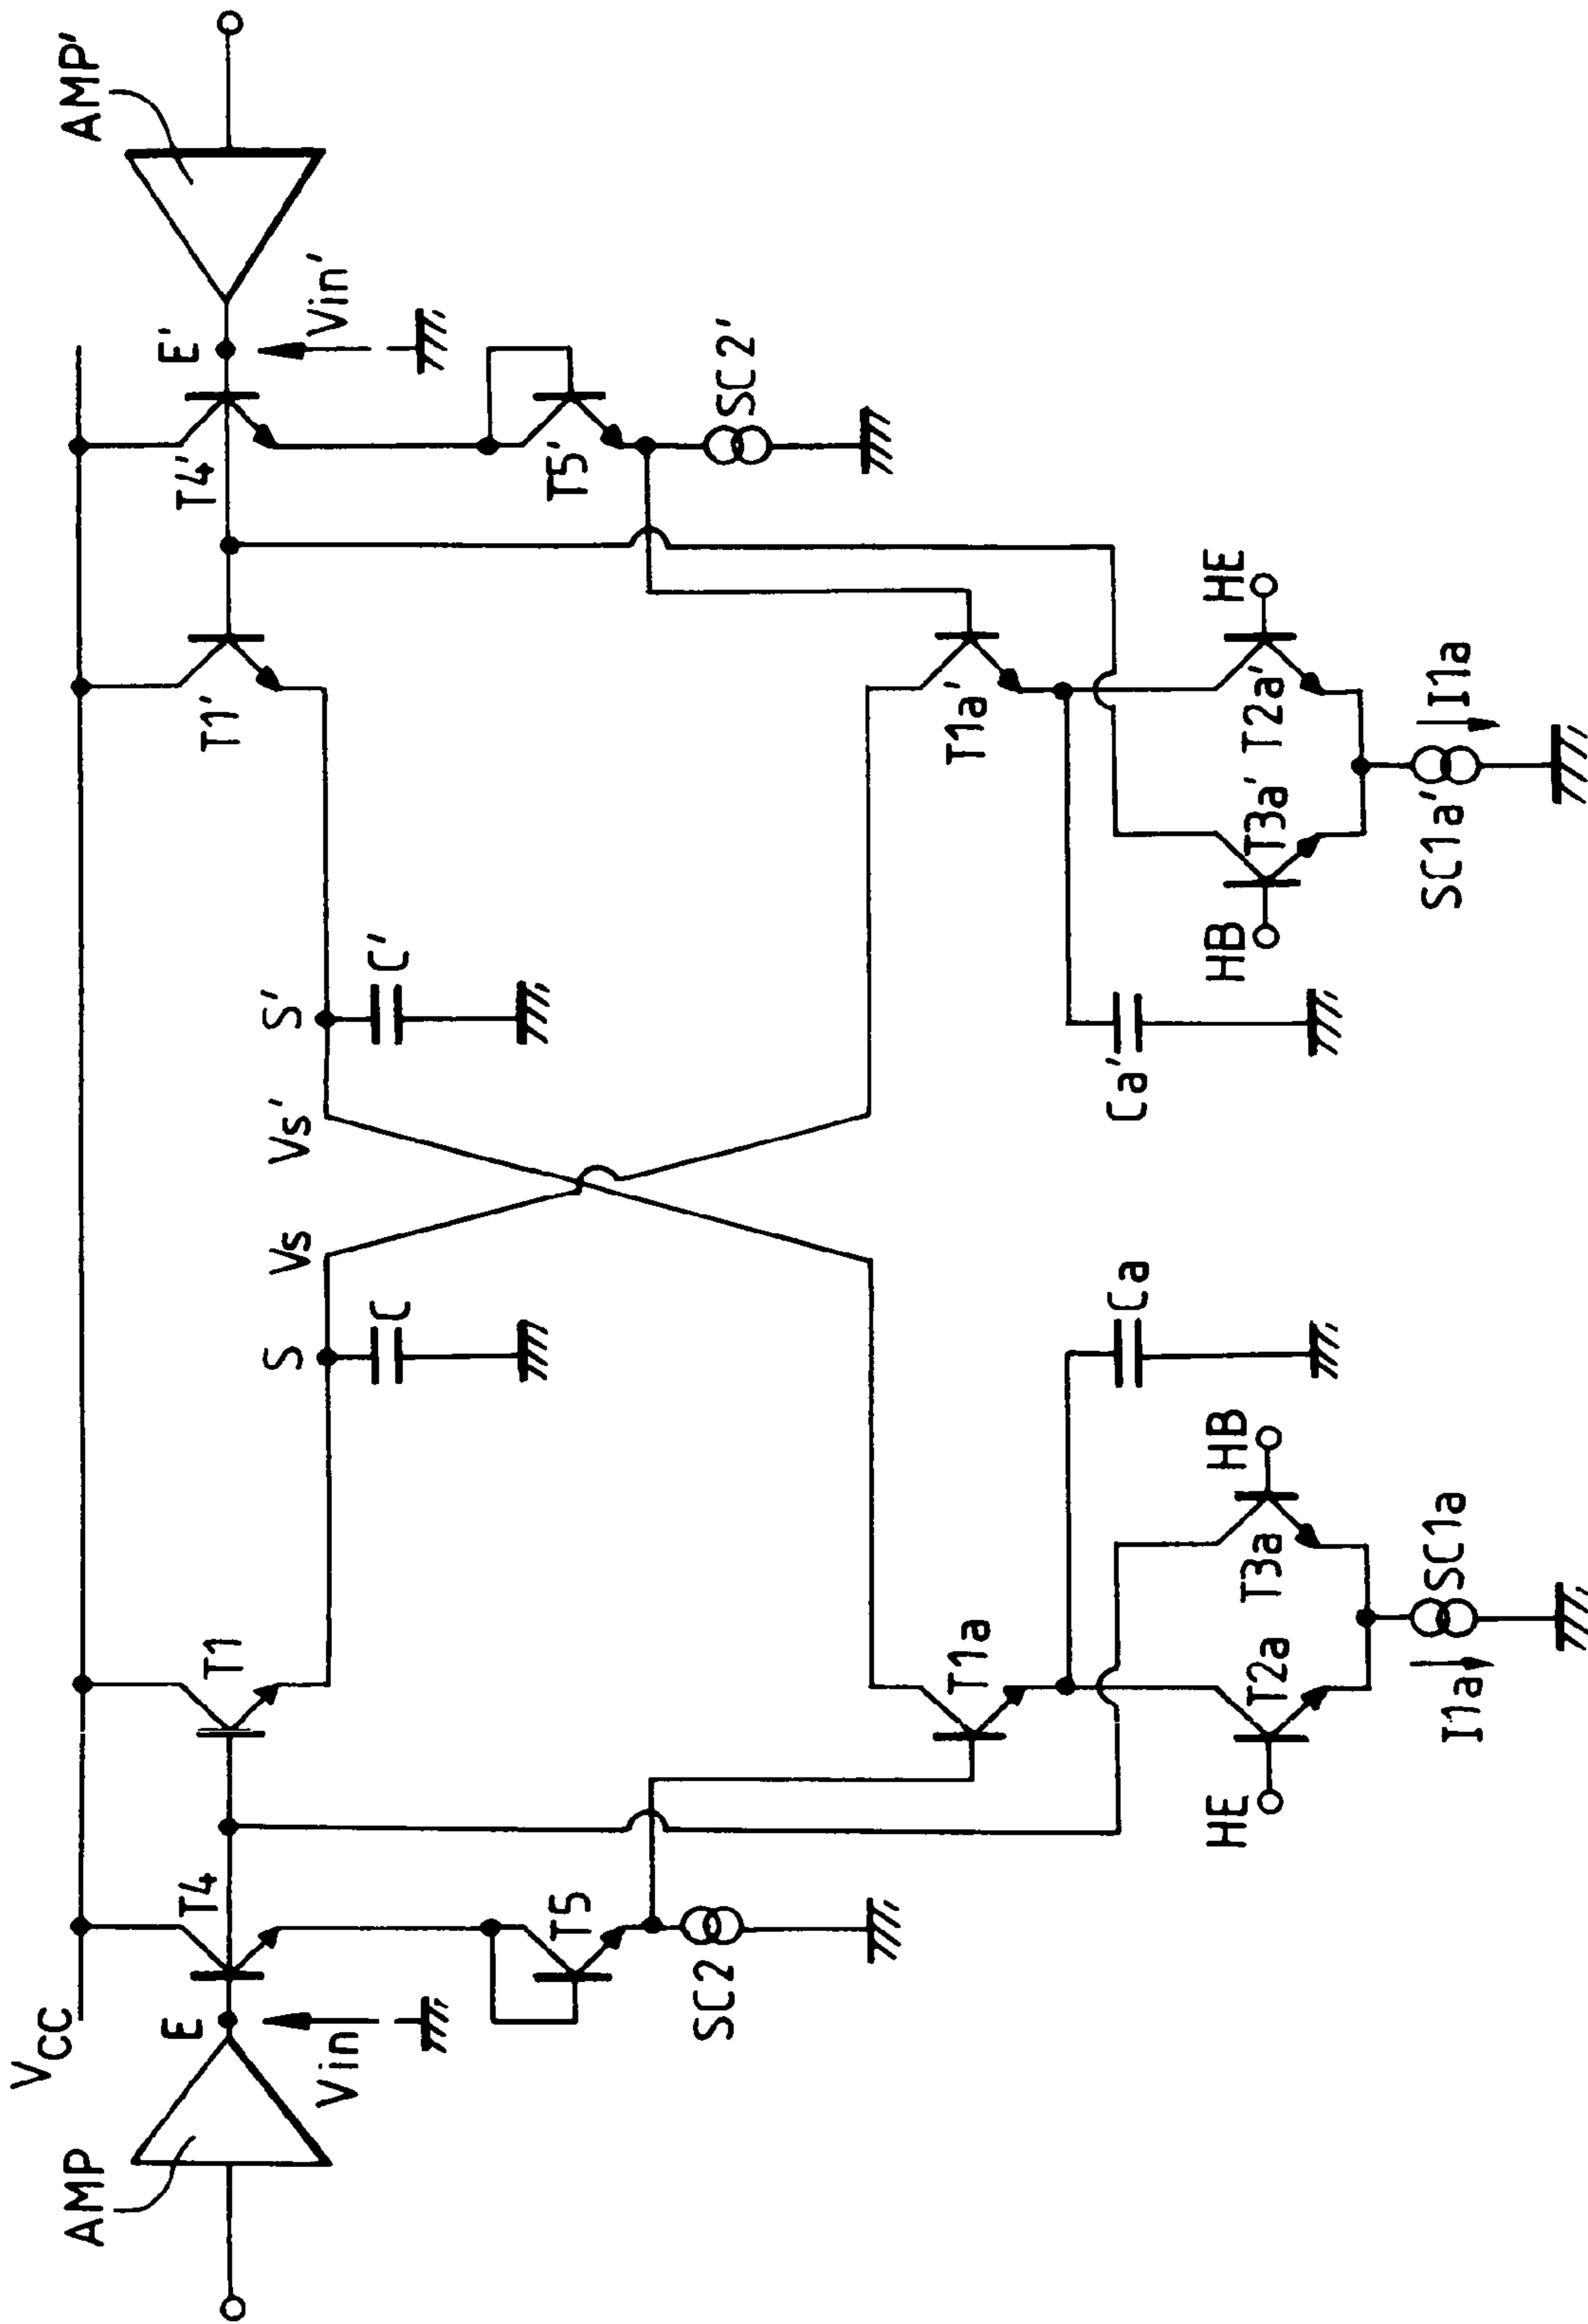 AMP
VCC
AMP'
E
T4
T1
S
Vs
Vs'
S'
T1'
T4'
E'
Vin
C
C'
Vin'
T5
T5'
SC2
SC2'
T1a
T1a'
Ca
Ca'
HE
T2a
T3a
HB
HB
T3a'
T2a'
HE
I1a
SC1a
SC1a'
I1a